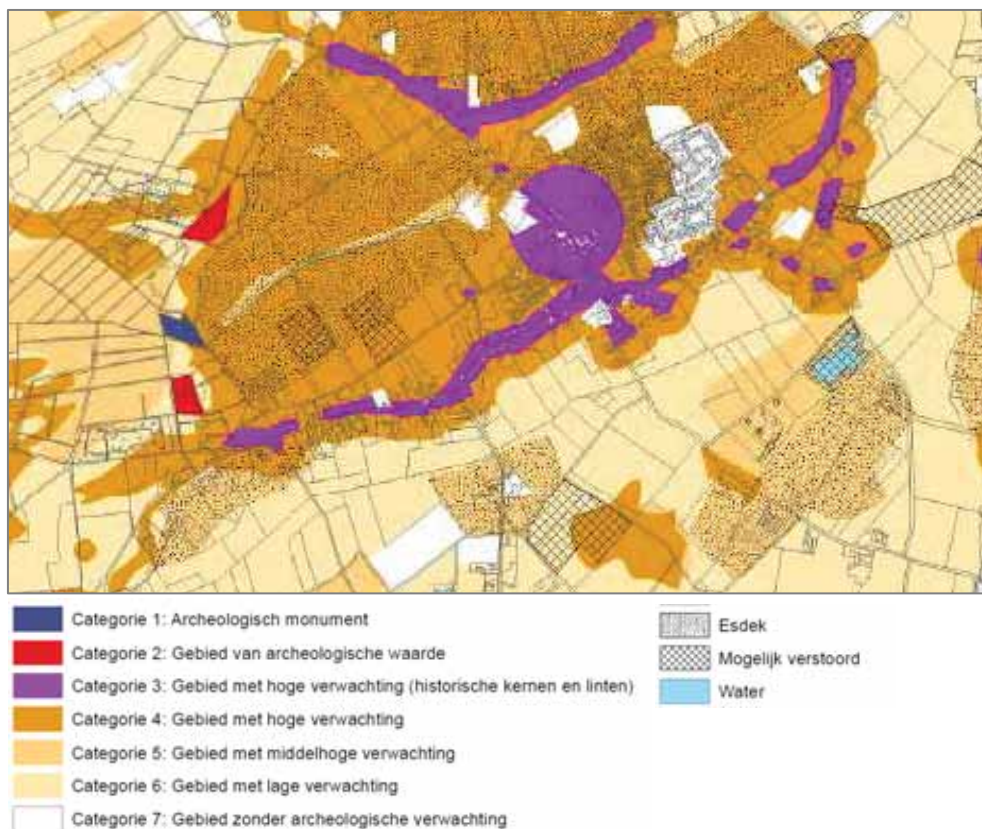 Categorie 1: Archeologisch monument
Categorie 2: Gebied van archeologische waarde
Categorie 3: Gebied met hoge verwachting (historische kernen en linten)
Categorie 4: Gebied met hoge verwachting
Categorie 5: Gebied met middelhoge verwachting
Categorie 6: Gebied met lage verwachting
Categorie 7: Gebied zonder archeologische verwachting
Esdek
Mogelijk verstoord
Water